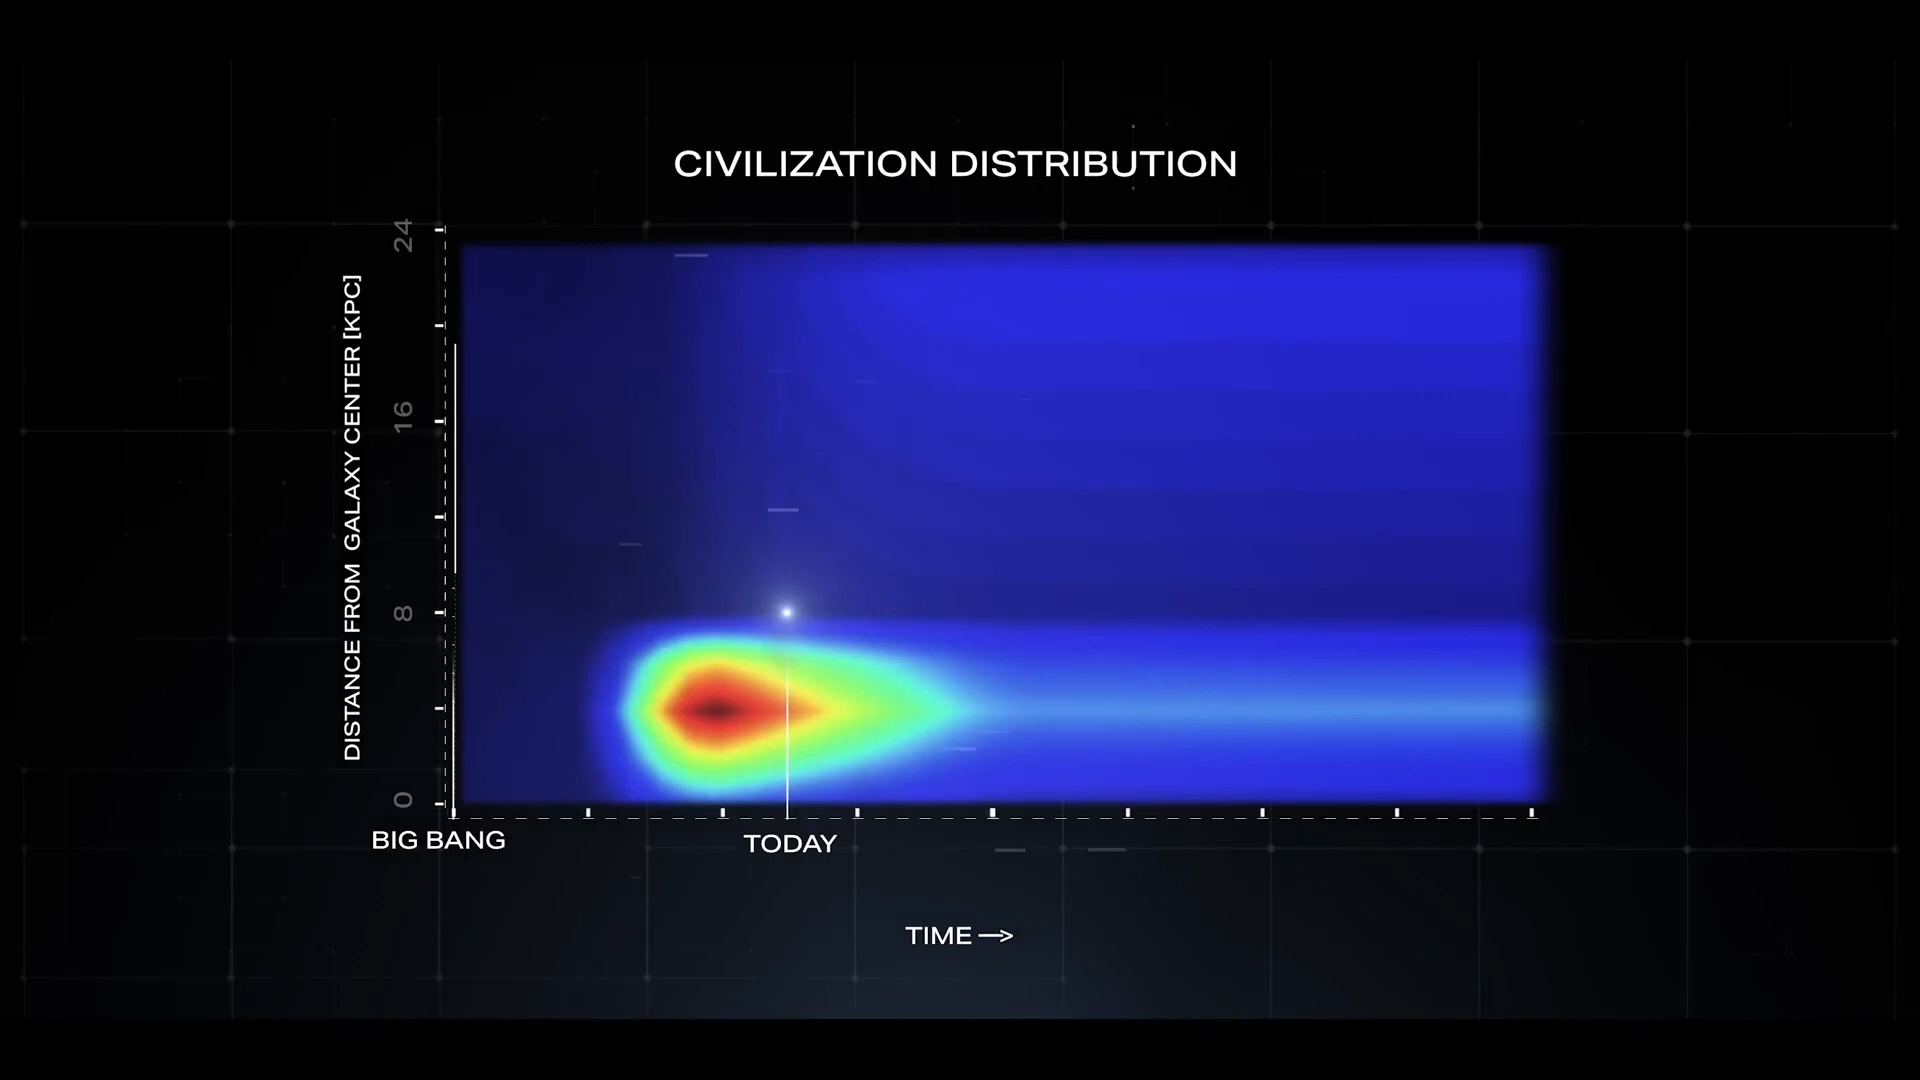 CIVILIZATION DISTRIBUTION
DISTANCE FROM GALAXY CENTER [KPC]
24
16
8
0
BIG BANG
TODAY
TIME —>